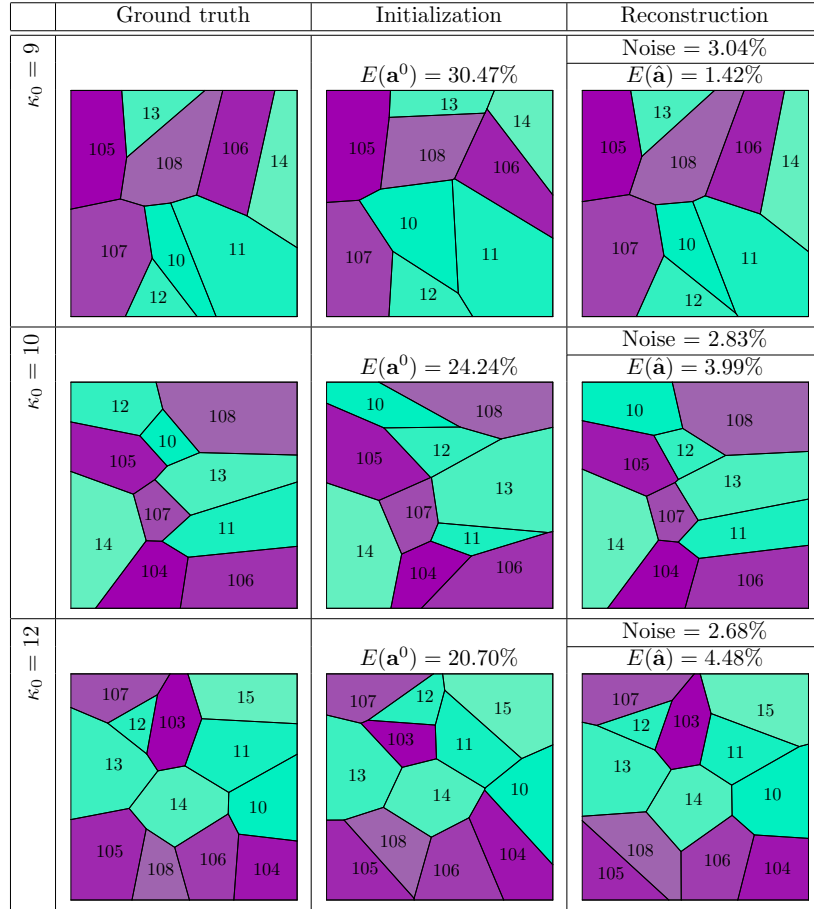 Ground truth Initialization Reconstruction
κ₀ = 9
Noise = 3.04%
E(a⁰) = 30.47% E(â) = 1.42%
13 105 108 106 14 107 10 11 12
13 14 105 108 106 10 107 11 12
13 105 108 106 14 107 10 11 12
κ₀ = 10
Noise = 2.83%
E(a⁰) = 24.24% E(â) = 3.99%
12 108 10 105 13 107 11 14 104 106
10 108 12 105 13 107 11 14 104 106
10 108 12 105 13 107 11 14 104 106
κ₀ = 12
Noise = 2.68%
E(a⁰) = 20.70% E(â) = 4.48%
107 15 12 103 11 13 14 10 105 108 106 104
107 12 15 103 11 13 14 10 108 104 105 106
107 15 12 103 11 13 14 10 108 106 105 104